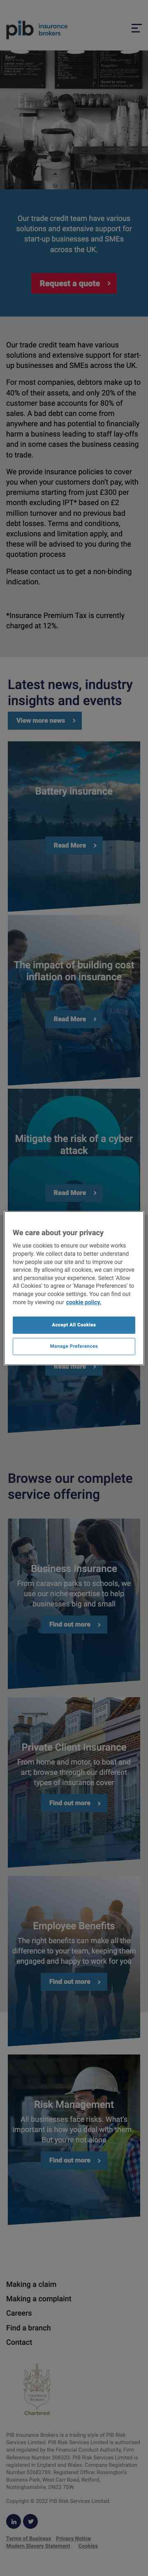 pib insurance
brokers
Our trade credit team have various
solutions and extensive support for
start-up businesses and SMEs
across the UK.
Request a quote
Our trade credit team have various
solutions and extensive support for start-
up businesses and SMEs across the UK.
For most companies, debtors make up to
40% of their assets, and only 20% of the
customer base accounts for 80% of
sales. A bad debt can come from
anywhere and has potential to financially
harm a business leading to staff lay-offs
and in some cases the business ceasing
to trade.
We provide insurance policies to cover
you when your customers don't pay, with
premiums starting from just £300 per
month excluding IPT* based on £2
million turnover and no previous bad
debt losses. Terms and conditions,
exclusions and limitation apply, and
these will be advised to you during the
quotation process
Please contact us to get a non-binding
indication.
*Insurance Premium Tax is currently
charged at 12%.
Latest news, industry
insights and events
View more news
Battery Insurance
Read More
The impact of building cost
inflation on insurance
Read More
Mitigate the risk of a cyber
attack
Read More
We care about your privacy
We use cookies to ensure our website works
properly. We also take data to better understand
how people arrive on our site and to improve our
service. By allowing all cookies, we can improve
and personalise your experience. Select 'Allow
All Cookies' to agree or 'Manage Preferences' to
manage your cookie settings. You can find out
more by viewing our cookie policy.
Accept All Cookies
Manage Preferences
Read More
Browse our complete
service offering
Business Insurance
From caravan parks to schools, we
use our niche expertise to help
businesses big and small
Find out more
Private Client Insurance
From home and motor, to boat and
art; browse through our different
types of insurance cover
Find out more
Employee Benefits
The right benefits can make all the
difference to your team, keeping them
engaged and happy to work for you
Find out more
Risk Management
All businesses face risks. What's
important is how you deal with them.
But you're not alone
Find out more
Making a claim
Making a complaint
Careers
Find a branch
Contact
Chartered
PIB Insurance Brokers is a trading style of PIB Risk
Services Limited. PIB Risk Services Limited is authorised
and regulated by the Financial Conduct Authority, Firm
Reference Number 308333. PIB Risk Services Limited is
registered in England and Wales. Company Registration
Number 02682789. Registered Office: Rossington's
Business Park, West Carr Road, Retford,
Nottinghamshire, DN22 7SW.
Copyright © 2022 PIB Risk Services Limited
Terms of Business Privacy Notice
Modern Slavery Statement Cookies